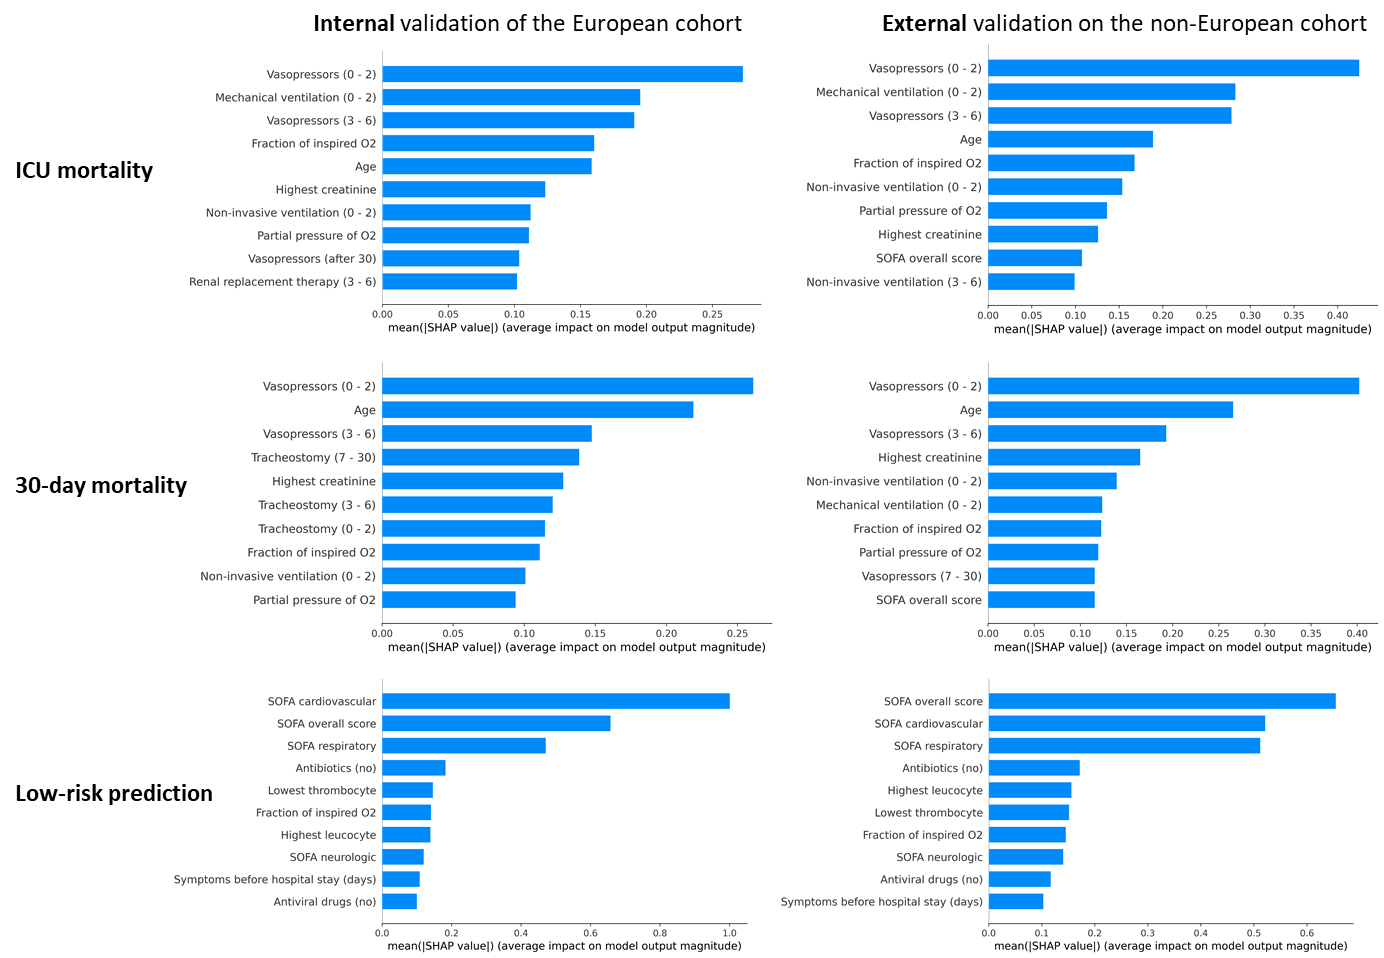 Internal validation of the European cohort
External validation on the non-European cohort
ICU mortality
Vasopressors (0 - 2)
Mechanical ventilation (0 - 2)
Vasopressors (3 - 6)
Fraction of inspired O2
Age
Highest creatinine
Non-invasive ventilation (0 - 2)
Partial pressure of O2
Vasopressors (after 30)
Renal replacement therapy (3 - 6)
0.00 0.05 0.10 0.15 0.20 0.25
mean(|SHAP value|) (average impact on model output magnitude)
Vasopressors (0 - 2)
Mechanical ventilation (0 - 2)
Vasopressors (3 - 6)
Age
Fraction of inspired O2
Non-invasive ventilation (0 - 2)
Partial pressure of O2
Highest creatinine
SOFA overall score
Non-invasive ventilation (3 - 6)
0.00 0.05 0.10 0.15 0.20 0.25 0.30 0.35 0.40
mean(|SHAP value|) (average impact on model output magnitude)
30-day mortality
Vasopressors (0 - 2)
Age
Vasopressors (3 - 6)
Tracheostomy (7 - 30)
Highest creatinine
Tracheostomy (3 - 6)
Tracheostomy (0 - 2)
Fraction of inspired O2
Non-invasive ventilation (0 - 2)
Partial pressure of O2
0.00 0.05 0.10 0.15 0.20 0.25
mean(|SHAP value|) (average impact on model output magnitude)
Vasopressors (0 - 2)
Age
Vasopressors (3 - 6)
Highest creatinine
Non-invasive ventilation (0 - 2)
Mechanical ventilation (0 - 2)
Fraction of inspired O2
Partial pressure of O2
Vasopressors (7 - 30)
SOFA overall score
0.00 0.05 0.10 0.15 0.20 0.25 0.30 0.35 0.40
mean(|SHAP value|) (average impact on model output magnitude)
Low-risk prediction
SOFA cardiovascular
SOFA overall score
SOFA respiratory
Antibiotics (no)
Lowest thrombocyte
Fraction of inspired O2
Highest leucocyte
SOFA neurologic
Symptoms before hospital stay (days)
Antiviral drugs (no)
0.0 0.2 0.4 0.6 0.8 1.0
mean(|SHAP value|) (average impact on model output magnitude)
SOFA overall score
SOFA cardiovascular
SOFA respiratory
Antibiotics (no)
Highest leucocyte
Lowest thrombocyte
Fraction of inspired O2
SOFA neurologic
Antiviral drugs (no)
Symptoms before hospital stay (days)
0.0 0.1 0.2 0.3 0.4 0.5 0.6
mean(|SHAP value|) (average impact on model output magnitude)